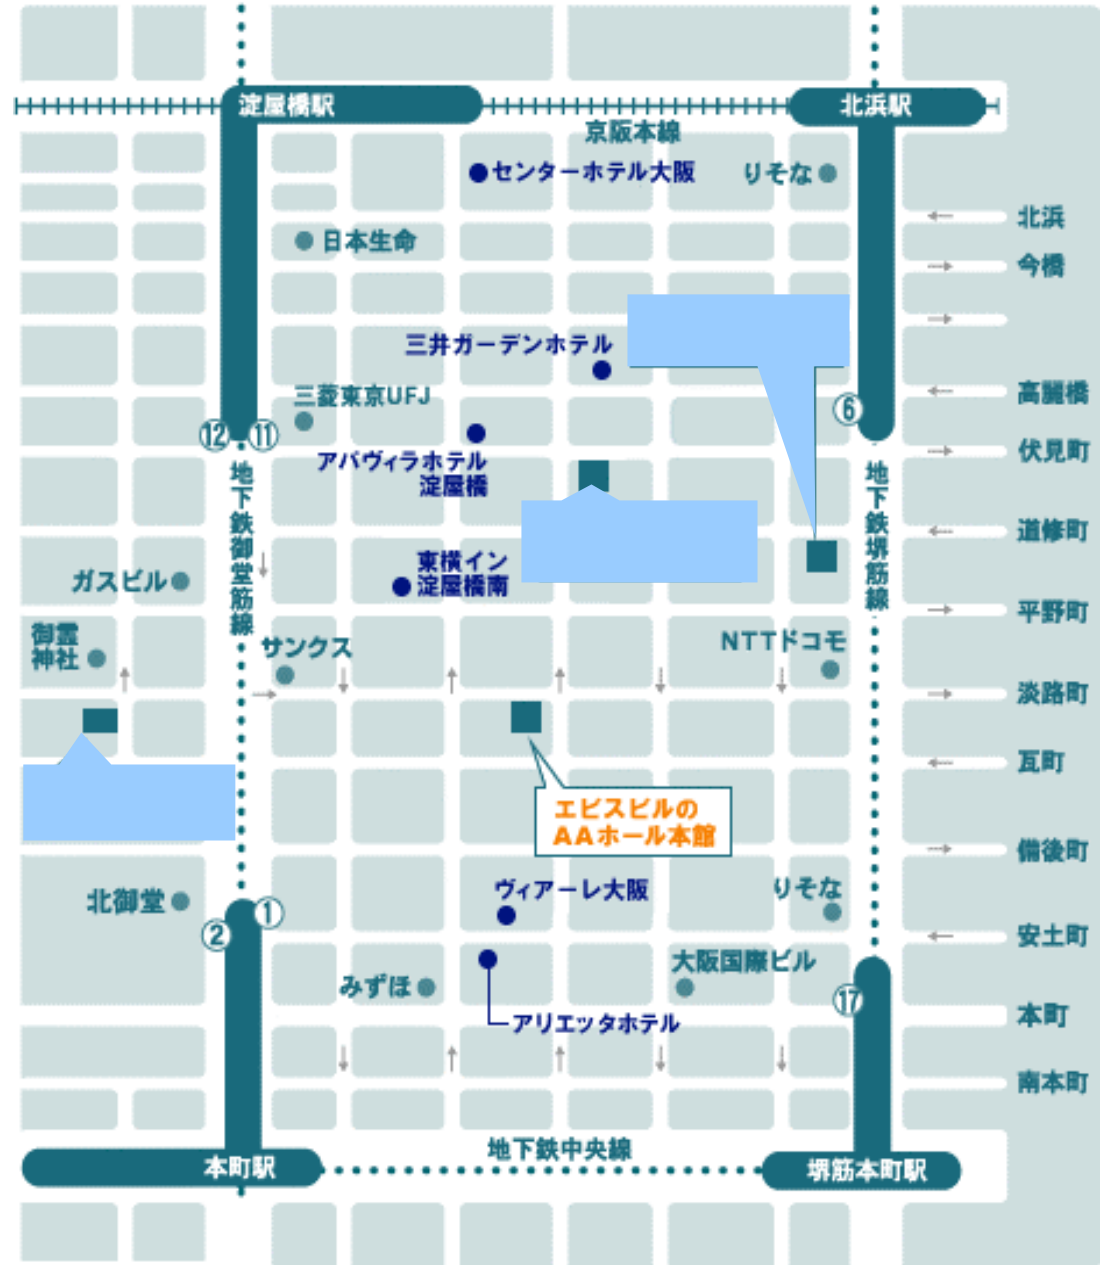 淀屋橋駅
北浜駅
京阪本線
センターホテル大阪
りそな
北浜
日本生命
今橋
三井ガーデンホテル
三菱東京UFJ
高麗橋
⑥
⑫
⑪
伏見町
アパヴィラホテル
淀屋橋
地下鉄御堂筋線
地下鉄堺筋線
道修町
東横イン
淀屋橋南
ガスビル
平野町
御霊
神社
サンクス
NTTドコモ
淡路町
瓦町
エビスビルの
AAホール本館
備後町
ヴィアーレ大阪
りそな
北御堂
①
②
安土町
大阪国際ビル
みずほ
⑰
本町
アリエッタホテル
南本町
地下鉄中央線
本町駅
堺筋本町駅